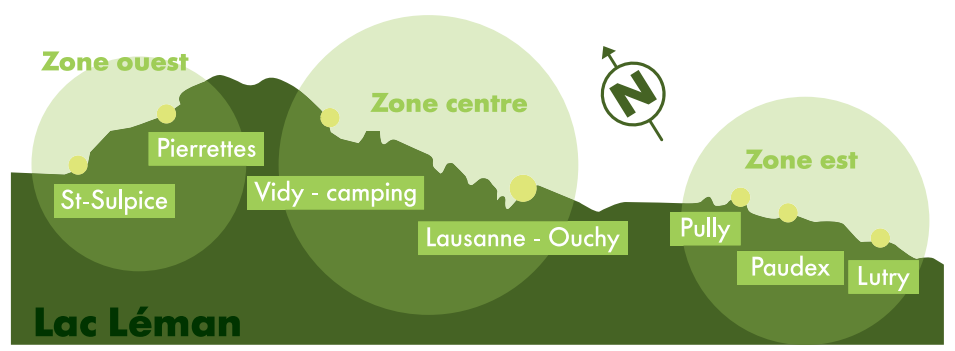 Zone ouest
Zone centre
N
Zone est
Pierrettes
St-Sulpice
Vidy - camping
Lausanne - Ouchy
Pully
Paudex
Lutry
Lac Léman